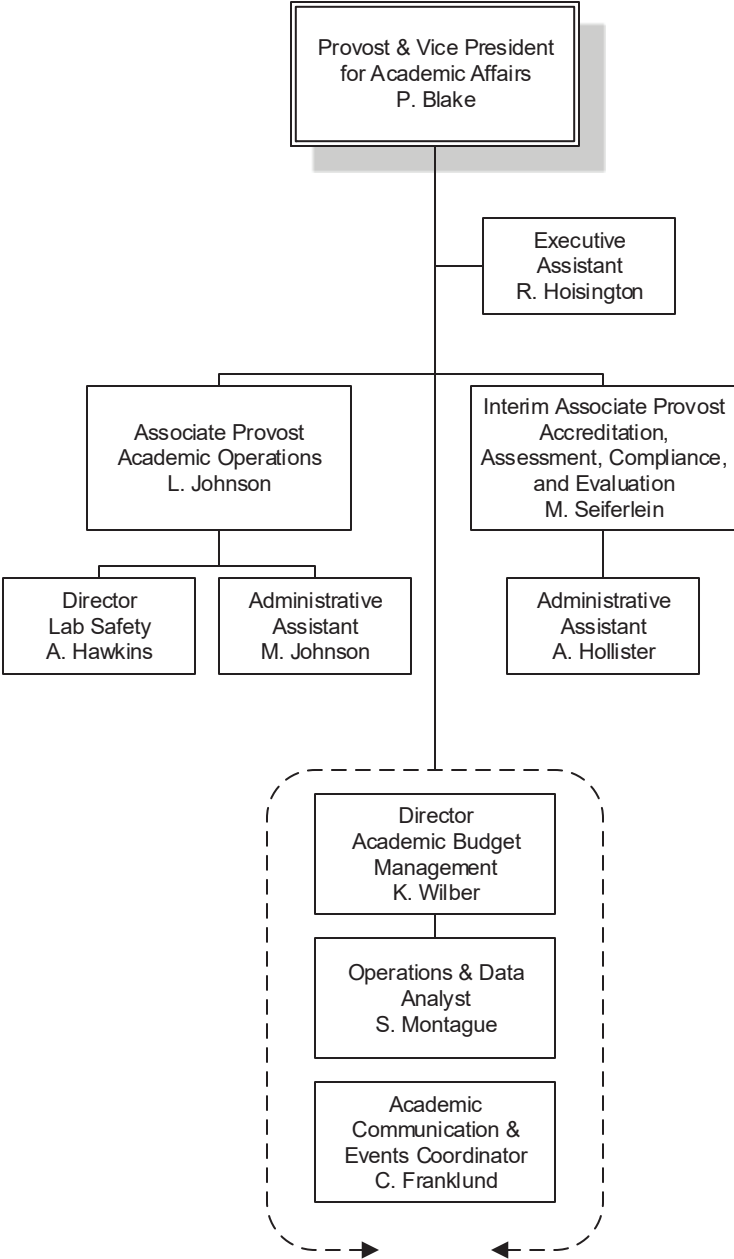 Provost & Vice President
for Academic Affairs
P. Blake
Executive
Assistant
R. Hoisington
Associate Provost
Academic Operations
L. Johnson
Interim Associate Provost
Accreditation,
Assessment, Compliance,
and Evaluation
M. Seiferlein
Director
Lab Safety
A. Hawkins
Administrative
Assistant
M. Johnson
Administrative
Assistant
A. Hollister
Director
Academic Budget
Management
K. Wilber
Operations & Data
Analyst
S. Montague
Academic
Communication &
Events Coordinator
C. Franklund